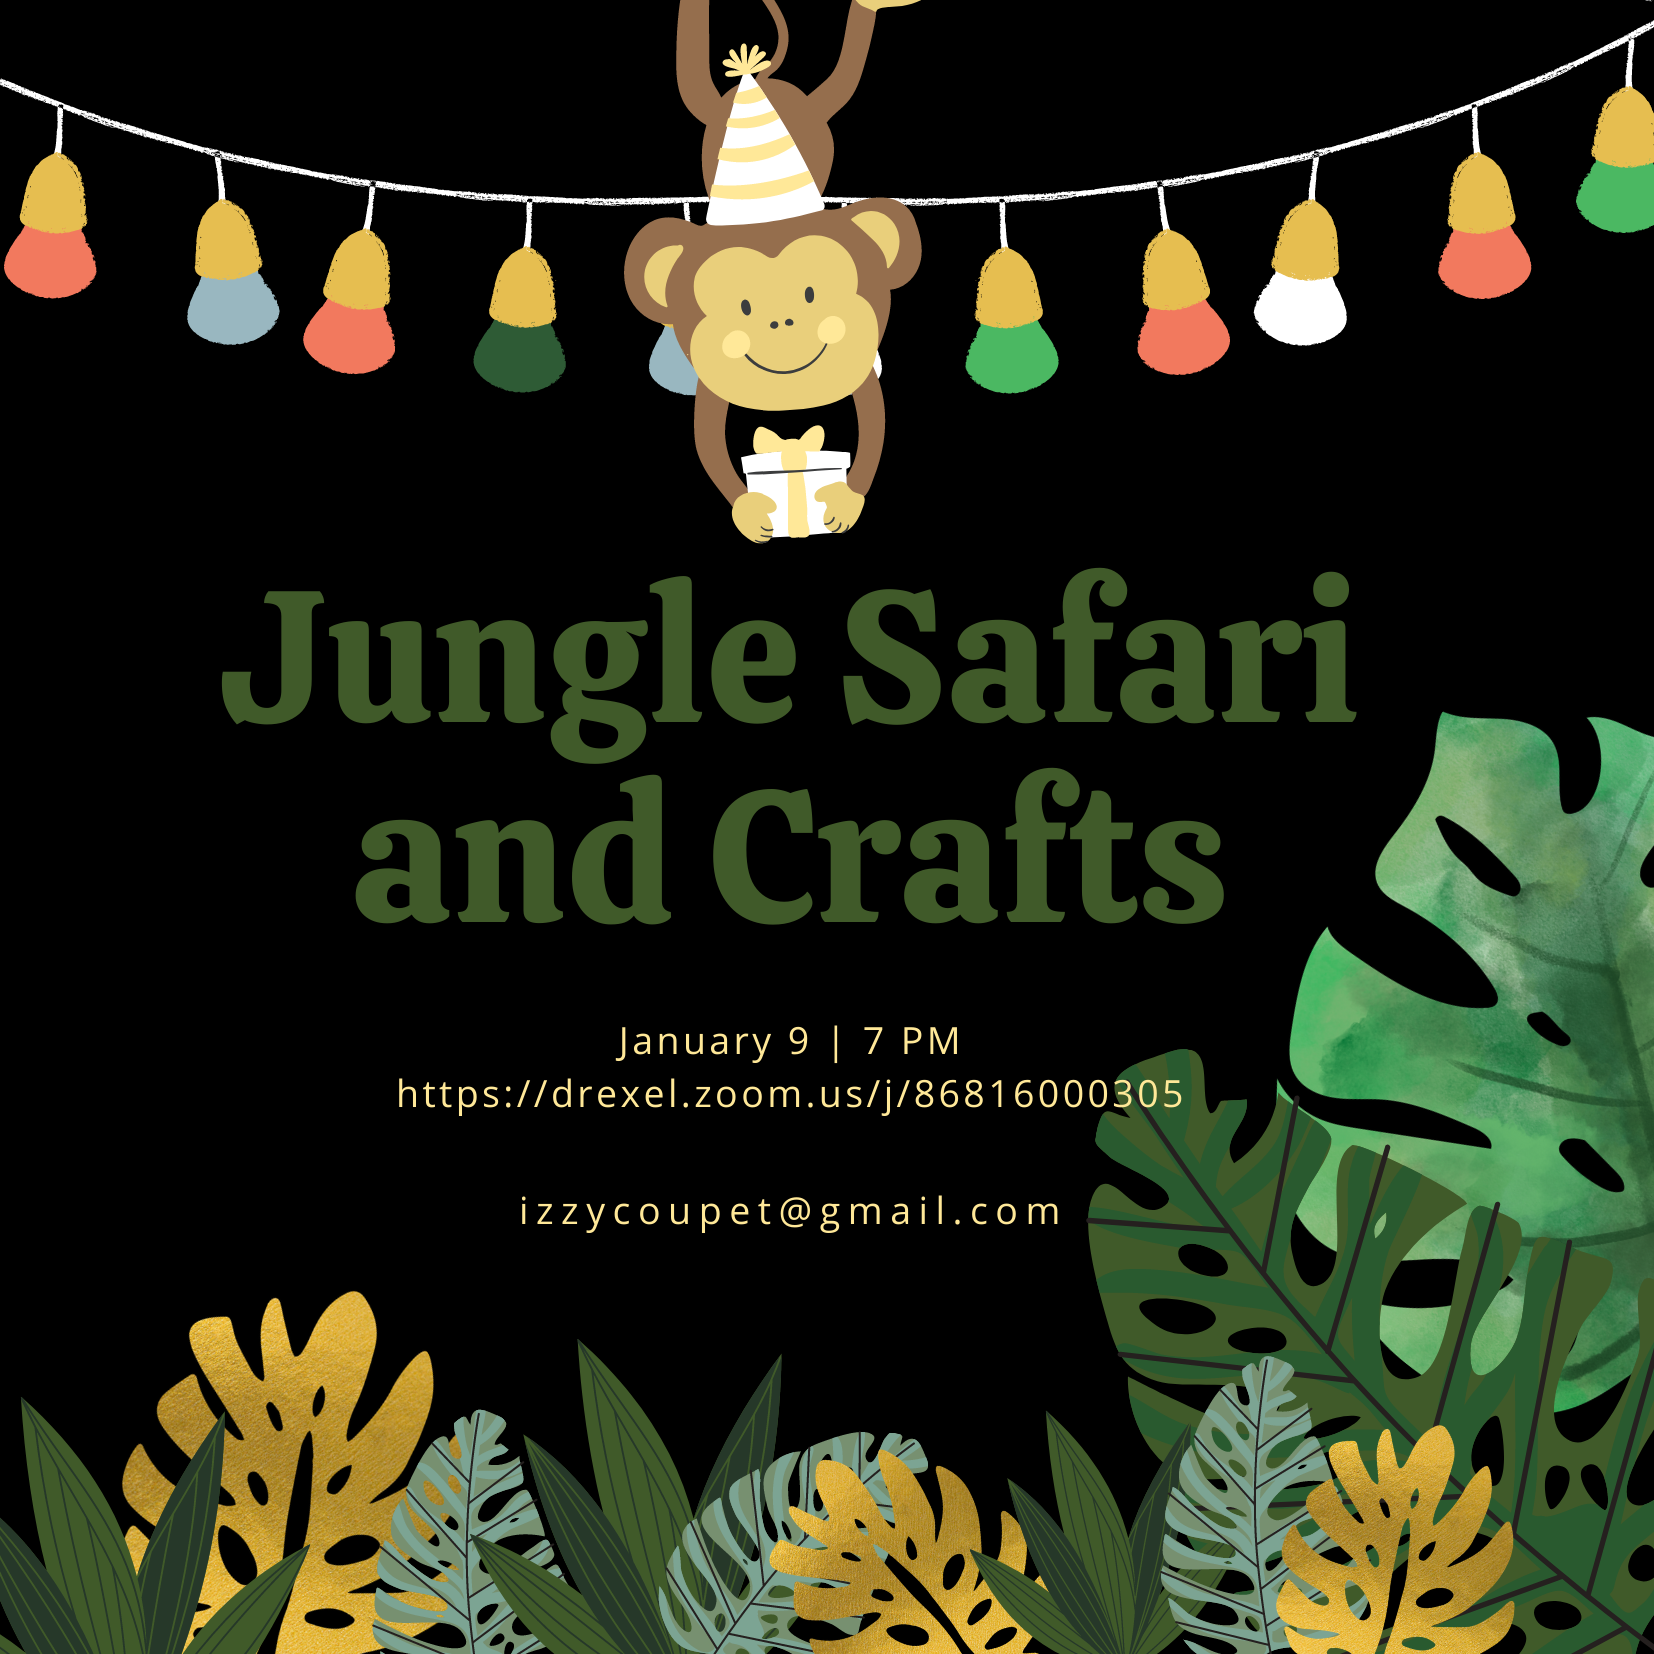 Jungle Safari
and Crafts
January 9 | 7 PM
https://drexel.zoom.us/j/86816000305
izzycoupet@gmail.com